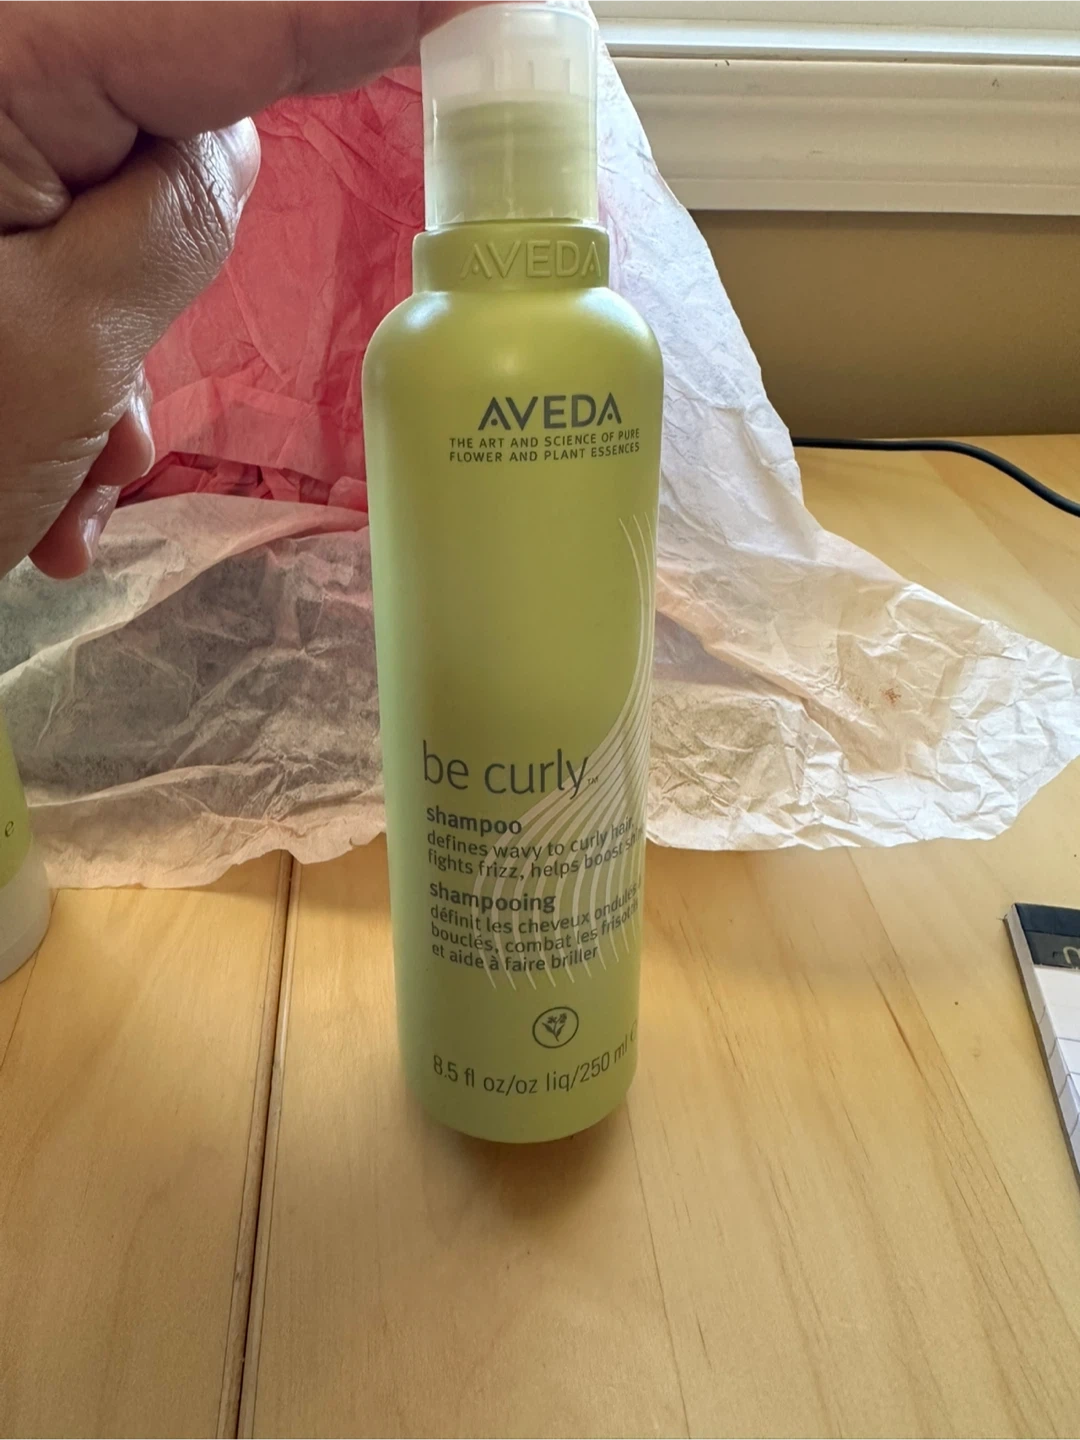 AVEDA
AVEDA
THE ART AND SCIENCE OF PURE
FLOWER AND PLANT ESSENCES
be curly™
shampoo
defines wavy to curly hair,
fights frizz, helps boost
shampooing
définit les cheveux ondulés
bouclés, combat les
et aide à faire briller
8.5 fl oz/oz liq/250 ml
e